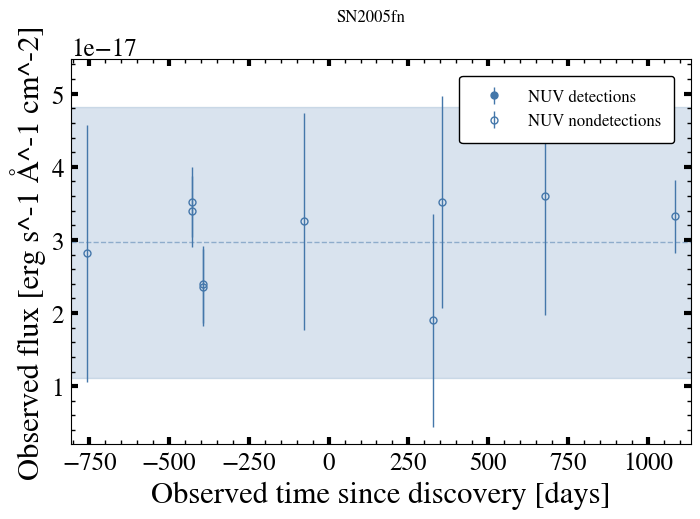 SN2005fn
1e−17
5
4
3
2
1
Observed flux [erg s^-1 Å^-1 cm^-2]
NUV detections
NUV nondetections
−750 −500 −250 0 250 500 750 1000
Observed time since discovery [days]